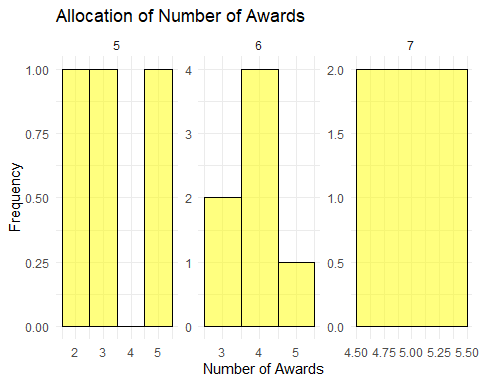 Allocation of Number of Awards
5 6 7
1.00 4 2.0
0.75 3 1.5
0.50 2 1.0
0.25 1 0.5
0.00 0 0.0
Frequency
2 3 4 5 3 4 5 4.50 4.75 5.00 5.25 5.50
Number of Awards